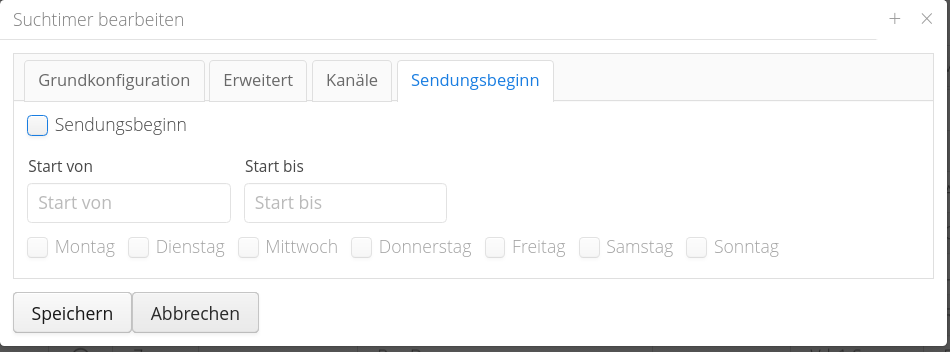 Suchtimer bearbeiten
Grundkonfiguration Erweitert Kanäle Sendungsbeginn
Sendungsbeginn
Start von Start bis
Start von Start bis
Montag Dienstag Mittwoch Donnerstag Freitag Samstag Sonntag
Speichern Abbrechen